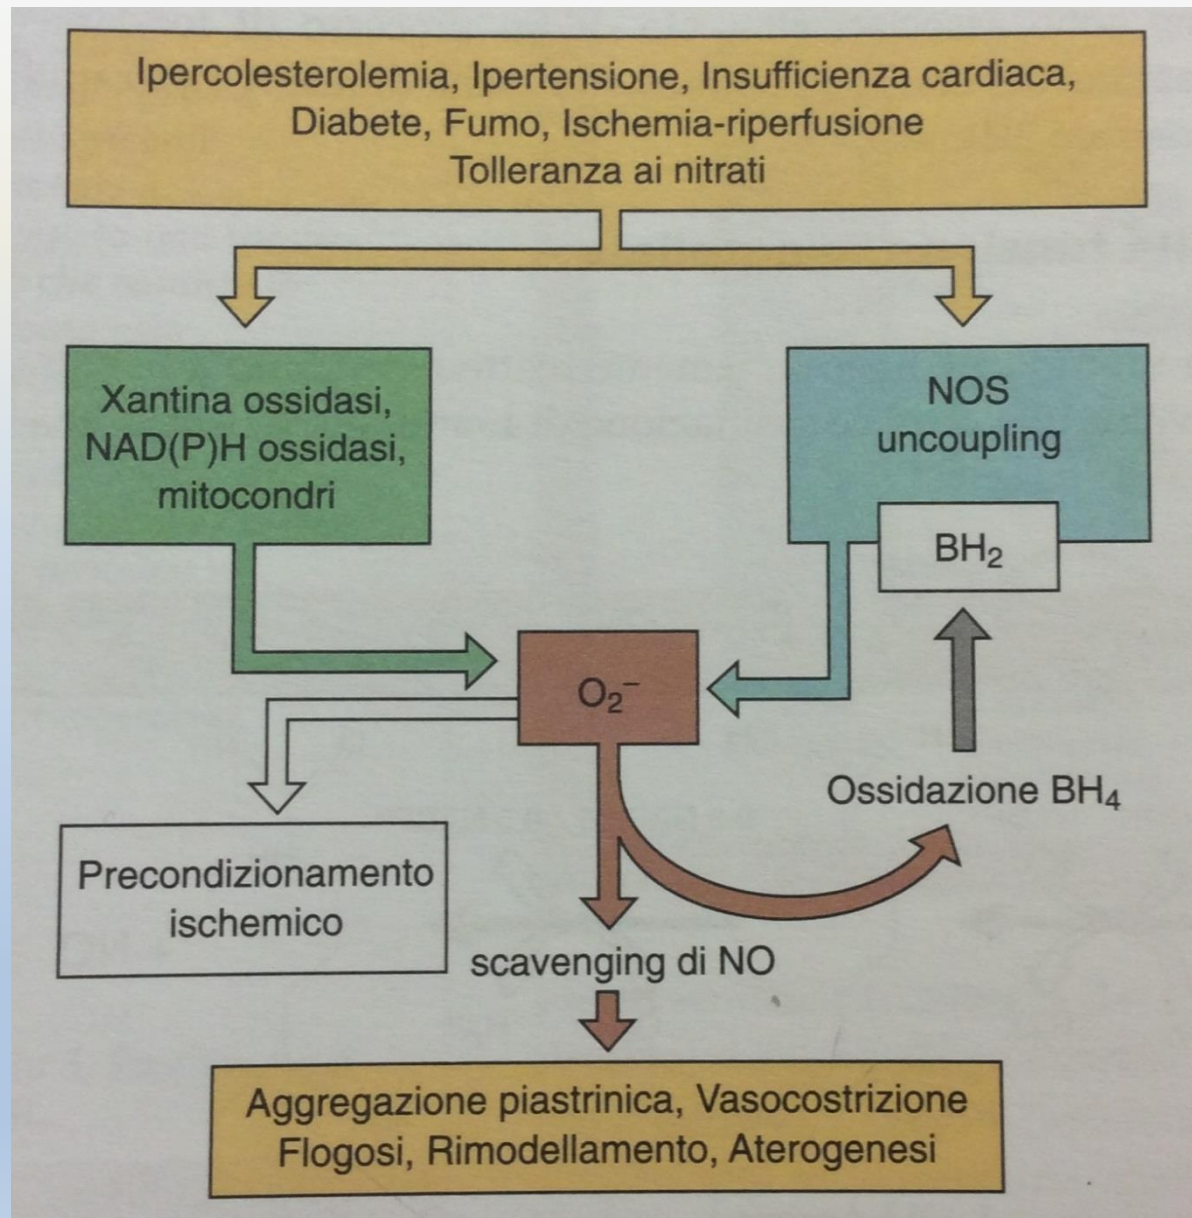 Ipercolesterolemia, Ipertensione, Insufficienza cardiaca,
Diabete, Fumo, Ischemia-riperfusione
Tolleranza ai nitrati
Xantina ossidasi,
NAD(P)H ossidasi,
mitocondri
NOS
uncoupling
BH₂
O₂⁻
Ossidazione BH₄
Precondizionamento
ischemico
scavenging di NO
Aggregazione piastrinica, Vasocostrizione
Flogosi, Rimodellamento, Aterogenesi